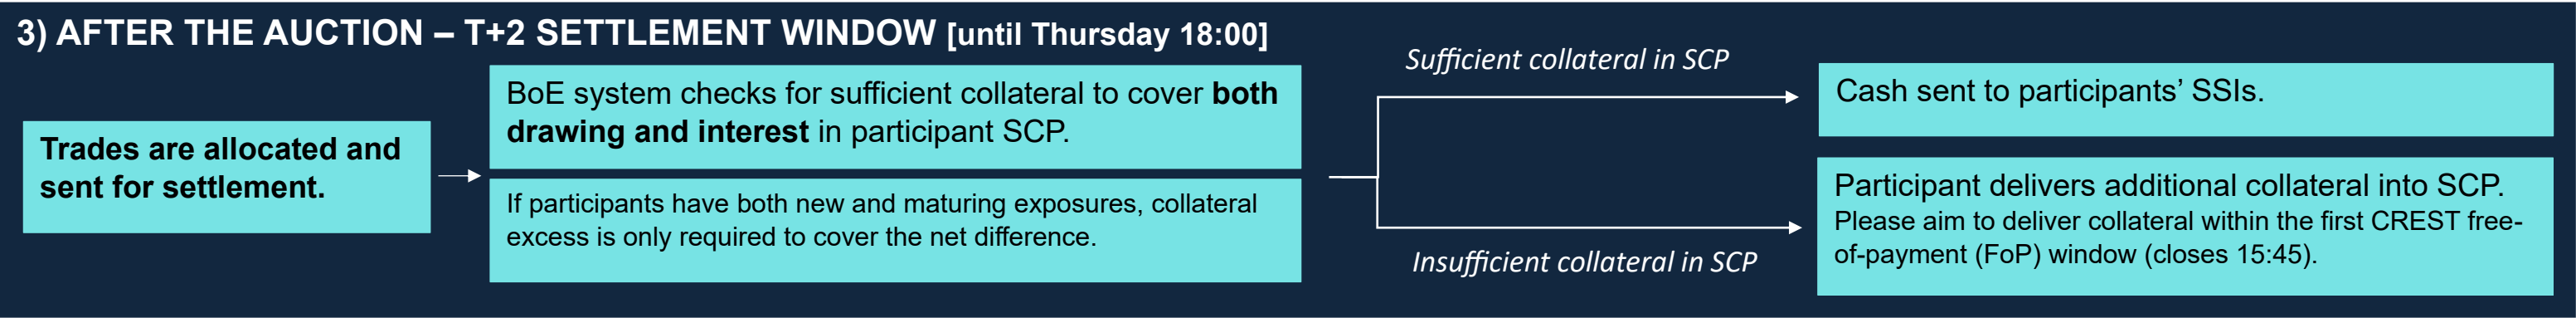 3) AFTER THE AUCTION – T+2 SETTLEMENT WINDOW [until Thursday 18:00]
Trades are allocated and
sent for settlement.
BoE system checks for sufficient collateral to cover both
drawing and interest in participant SCP.
If participants have both new and maturing exposures, collateral
excess is only required to cover the net difference.
Sufficient collateral in SCP
Cash sent to participants’ SSIs.
Insufficient collateral in SCP
Participant delivers additional collateral into SCP.
Please aim to deliver collateral within the first CREST free-
of-payment (FoP) window (closes 15:45).